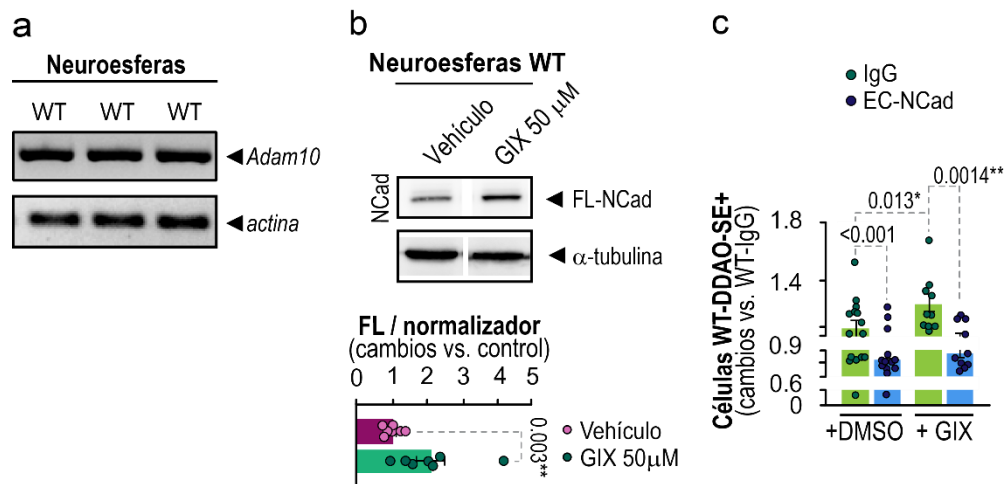 a
Neuroesferas
WT WT WT
◄ Adam10
◄ actina
b
Neuroesferas WT
Vehículo
GIX 50 µM
NCad
◄ FL-NCad
◄ α-tubulina
FL / normalizador
(cambios vs. control)
0 1 2 3 4 5
0.003**
Vehículo
GIX 50µM
c
IgG
EC-NCad
Células WT-DDAO-SE+
(cambios vs. WT-IgG)
1.8
1.4
0.9
0.6
0
<0.001
0.013*
0.0014**
+DMSO
+ GIX